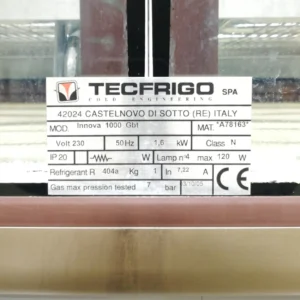 TECFRIGO SPA
COLD ENGINEERING
42024 CASTELNOVO DI SOTTO (RE) ITALY
MOD. Innova 1000 Gbt MAT. *A78163*
Volt 230 50Hz 1,6 kW Class N
IP 20 W Lamp n°4 max 120 W
Refrigerant R 404a Kg 1 In 7,22 A
Gas max pression tested 7 bar CE